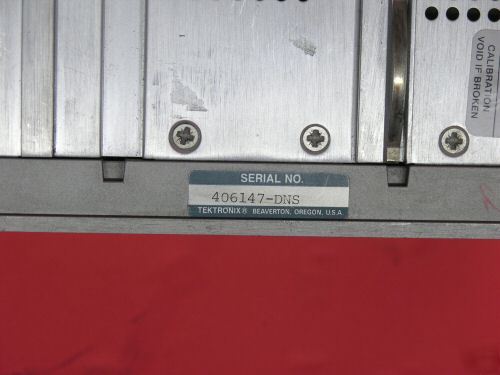 CALIBRATION
VOID IF BROKEN
SERIAL NO.
406147-DNS
TEKTRONIX® BEAVERTON, OREGON, U.S.A